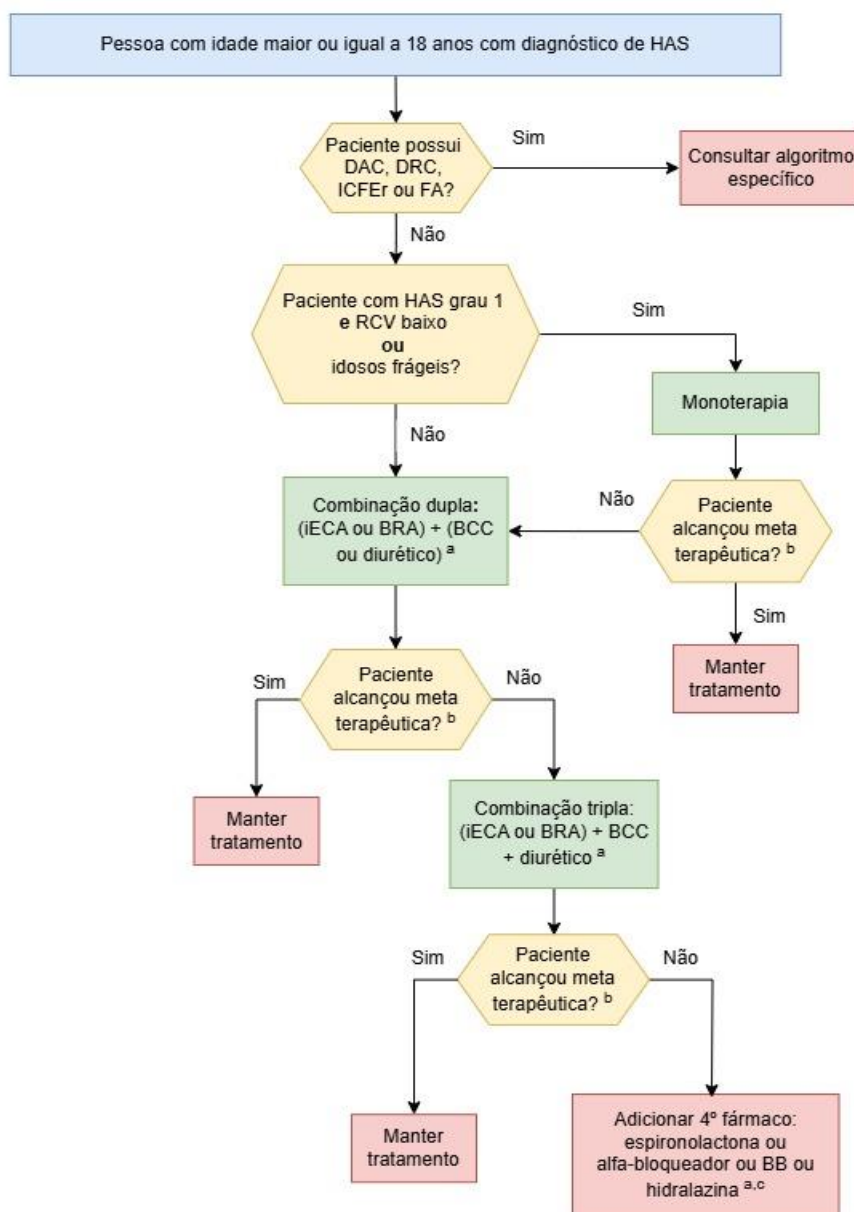 Pessoa com idade maior ou igual a 18 anos com diagnóstico de HAS
Paciente possui
DAC, DRC,
ICFEr ou FA?
Sim
Consultar algoritmo
específico
Não
Paciente com HAS grau 1
e RCV baixo
ou
idosos frágeis?
Sim
Monoterapia
Não
Combinação dupla:
(iECA ou BRA) + (BCC
ou diurético) a
Não
Paciente
alcançou meta
terapêutica? b
Sim
Manter
tratamento
Paciente
alcançou meta
terapêutica? b
Sim
Não
Manter
tratamento
Combinação tripla:
(iECA ou BRA) + BCC
+ diurético a
Paciente
alcançou meta
terapêutica? b
Sim
Não
Manter
tratamento
Adicionar 4º fármaco:
espironolactona ou
alfa-bloqueador ou BB ou
hidralazina a,c